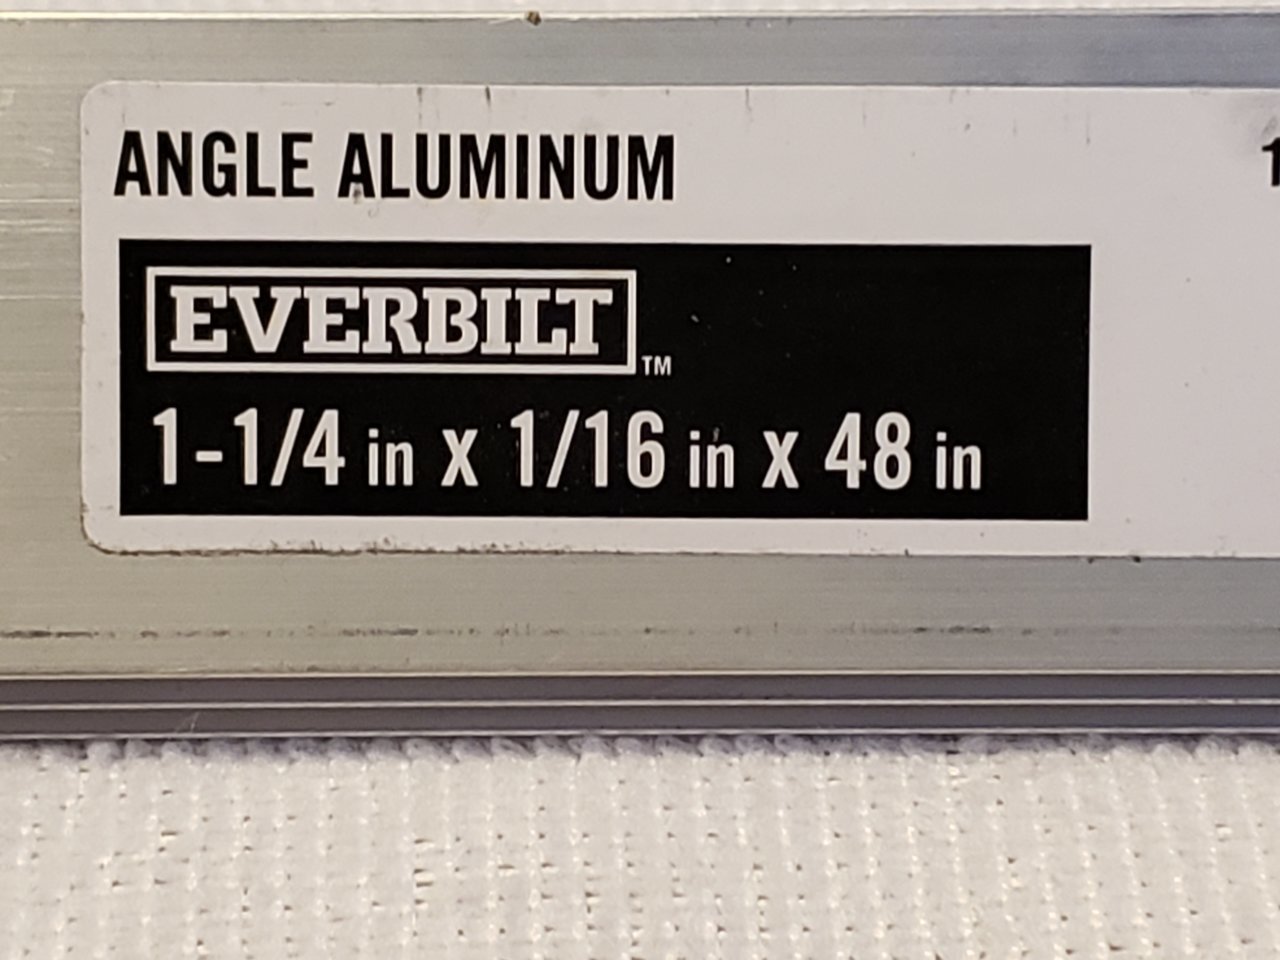 ANGLE ALUMINUM
EVERBILT™
1-1/4 in x 1/16 in x 48 in